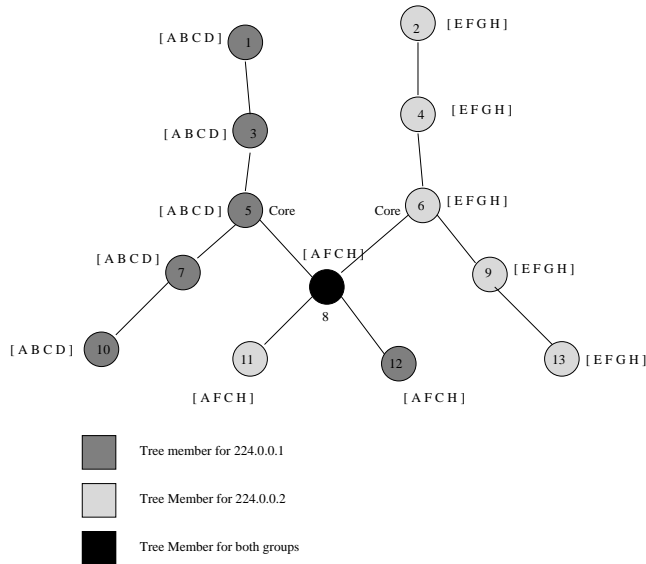 [ A B C D ] 1
2 [ E F G H ]
[ A B C D ] 3
4 [ E F G H ]
[ A B C D ] 5 Core
Core 6 [ E F G H ]
[ A B C D ] 7
[ A F C H ]
8
9 [ E F G H ]
[ A B C D ] 10
11
[ A F C H ]
12
[ A F C H ]
13 [ E F G H ]
Tree member for 224.0.0.1
Tree Member for 224.0.0.2
Tree Member for both groups